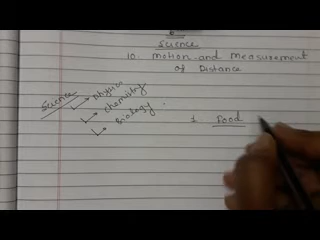 Science
10. Motion and Measurement
of Distance
Science
Physics
Chemistry
Biology
1. Food